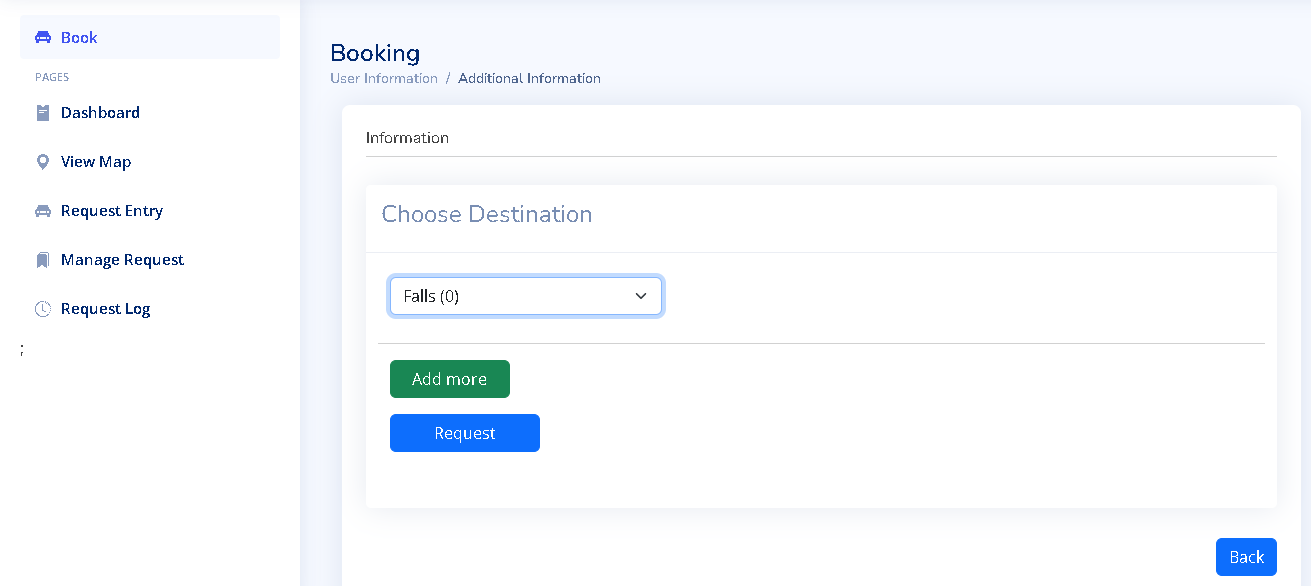 Book
PAGES
Dashboard
View Map
Request Entry
Manage Request
Request Log
;
Booking
User Information / Additional Information
Information
Choose Destination
Falls (0)
Add more
Request
Back